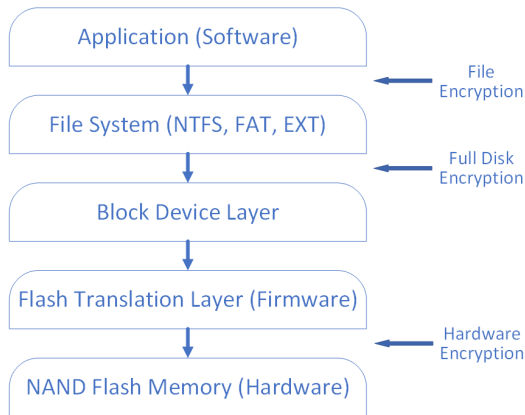 Application (Software)
File
Encryption
File System (NTFS, FAT, EXT)
Full Disk
Encryption
Block Device Layer
Flash Translation Layer (Firmware)
Hardware
Encryption
NAND Flash Memory (Hardware)